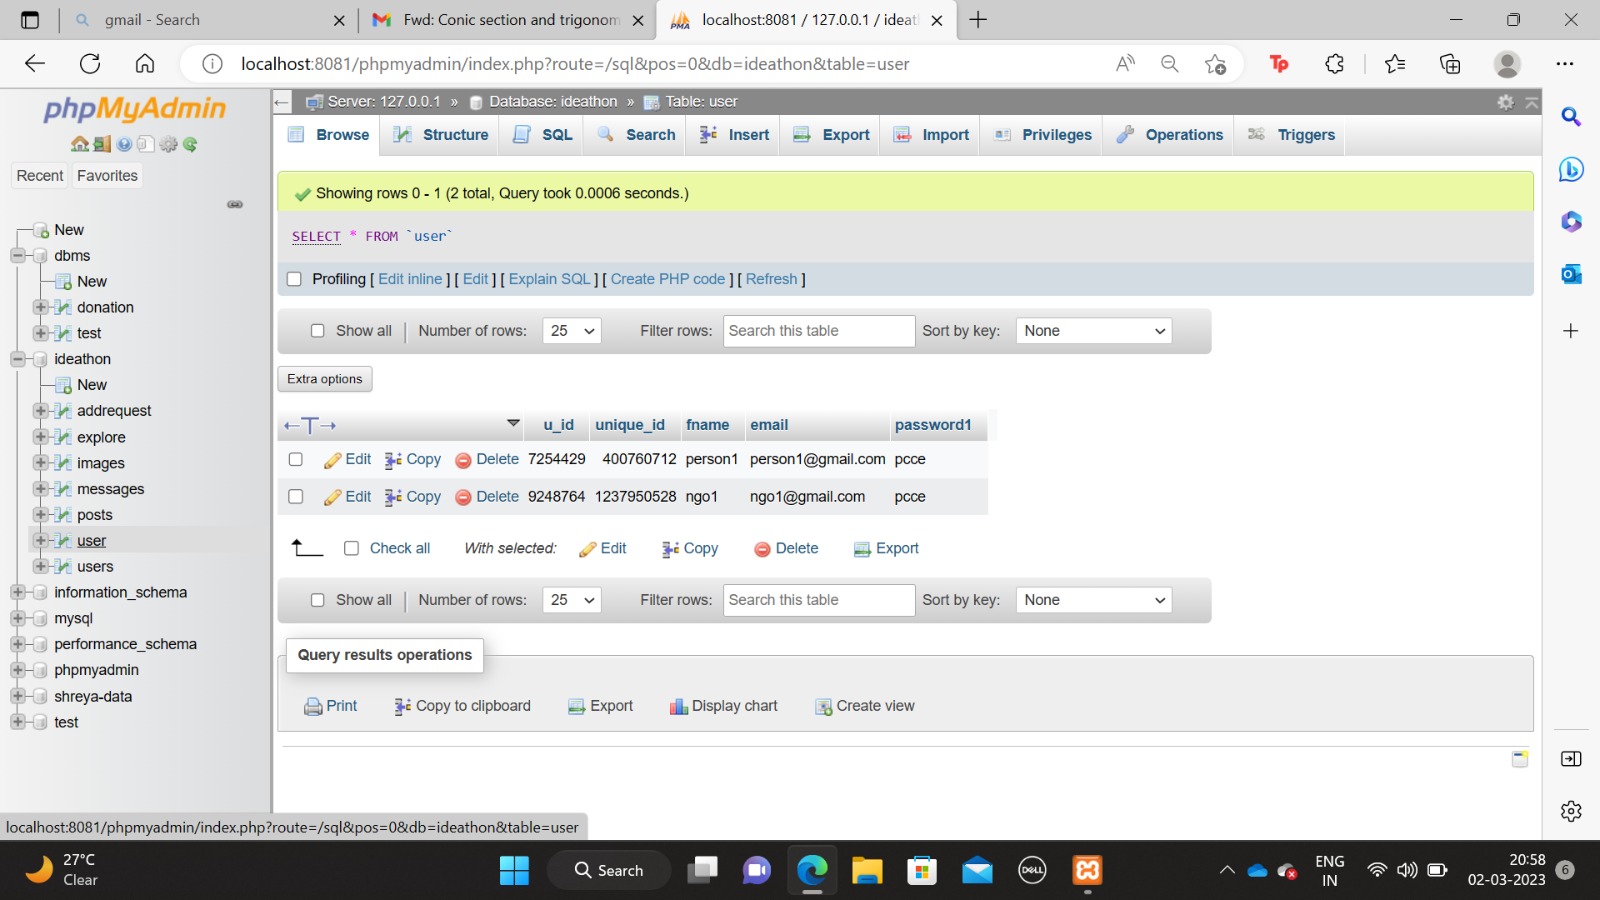 gmail - Search
Fwd: Conic section and trigonom
localhost:8081 / 127.0.0.1 / ideat
localhost:8081/phpmyadmin/index.php?route=/sql&pos=0&db=ideathon&table=user
phpMyAdmin
Recent Favorites
New
dbms
New
donation
test
ideathon
New
addrequest
explore
images
messages
posts
user
users
information_schema
mysql
performance_schema
phpmyadmin
shreya-data
test
Server: 127.0.0.1 » Database: ideathon » Table: user
Browse Structure SQL Search Insert Export Import Privileges Operations Triggers
Showing rows 0 - 1 (2 total, Query took 0.0006 seconds.)
SELECT * FROM `user`
Profiling [ Edit inline ] [ Edit ] [ Explain SQL ] [ Create PHP code ] [ Refresh ]
Show all Number of rows: 25 Filter rows: Search this table Sort by key: None
Extra options
←T→ u_id unique_id fname email password1
Edit Copy Delete 7254429 400760712 person1 person1@gmail.com pcce
Edit Copy Delete 9248764 1237950528 ngo1 ngo1@gmail.com pcce
Check all With selected: Edit Copy Delete Export
Show all Number of rows: 25 Filter rows: Search this table Sort by key: None
Query results operations
Print Copy to clipboard Export Display chart Create view
localhost:8081/phpmyadmin/index.php?route=/sql&pos=0&db=ideathon&table=user
27°C
Clear
Search
DELL
ENG
IN
20:58
02-03-2023
6
PMA
Tp